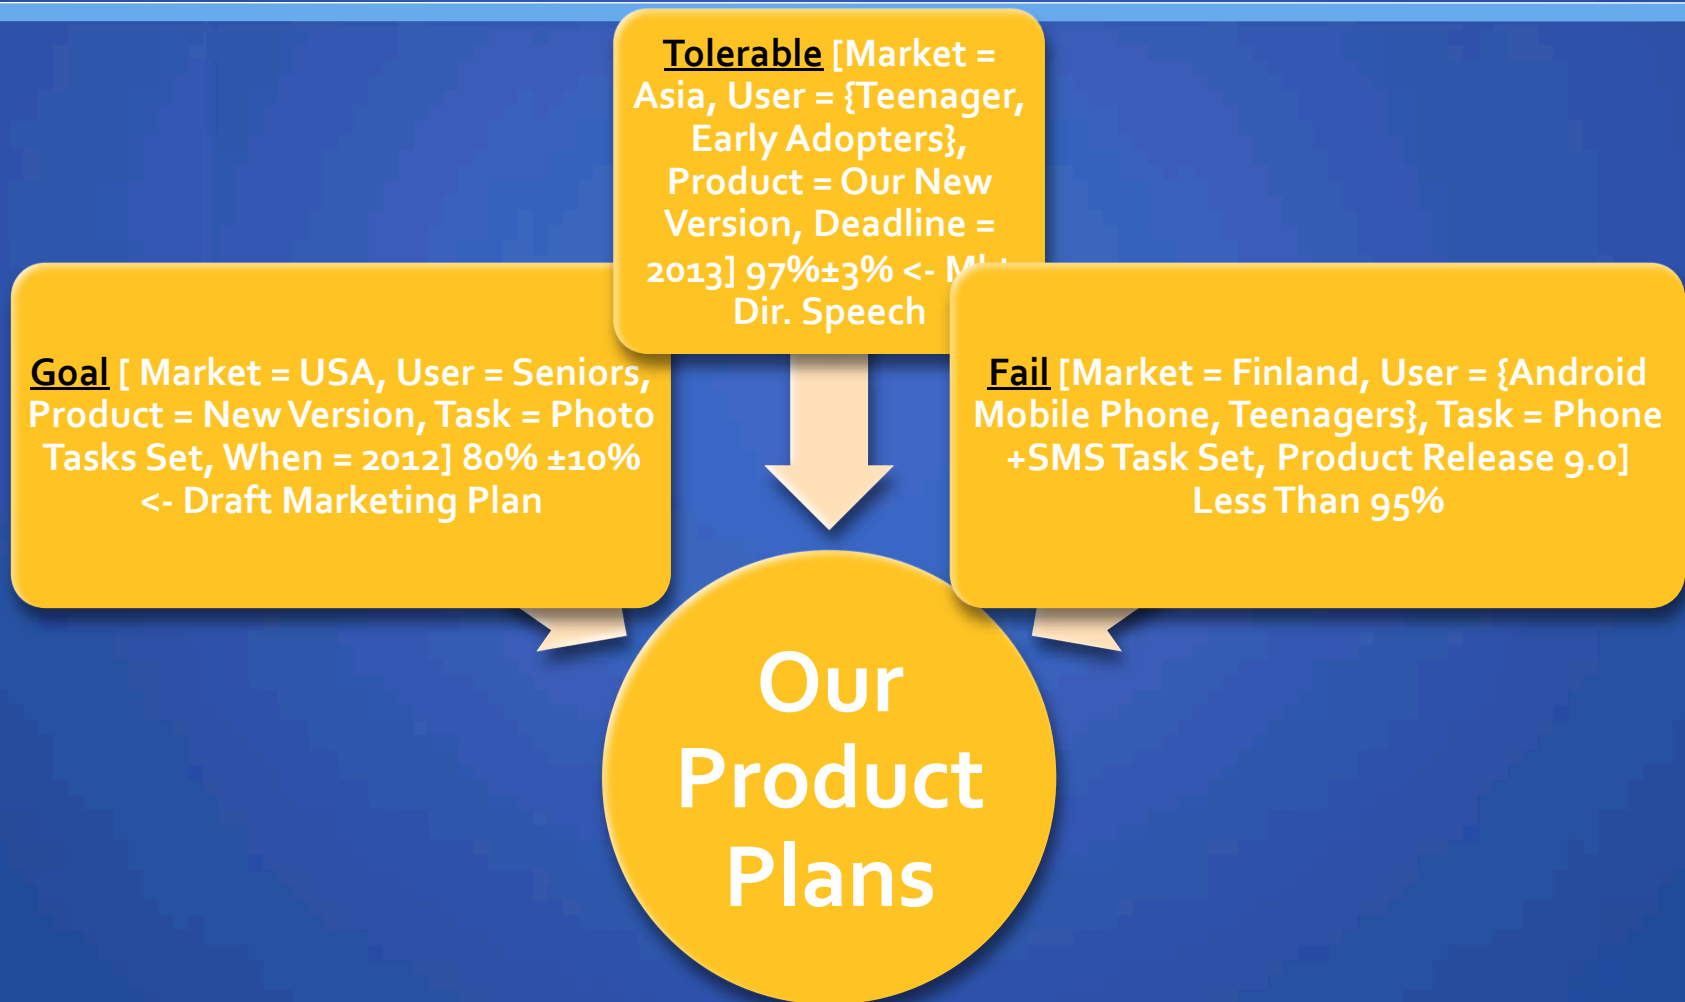 Tolerable [Market =
Asia, User = {Teenager,
Early Adopters},
Product = Our New
Version, Deadline =
2013] 97%±3% <-
Dir. Speech
Goal [ Market = USA, User = Seniors,
Product = New Version, Task = Photo
Tasks Set, When = 2012] 80% ±10%
<- Draft Marketing Plan
Fail [Market = Finland, User = {Android
Mobile Phone, Teenagers}, Task = Phone
+SMS Task Set, Product Release 9.0]
Less Than 95%
Our
Product
Plans